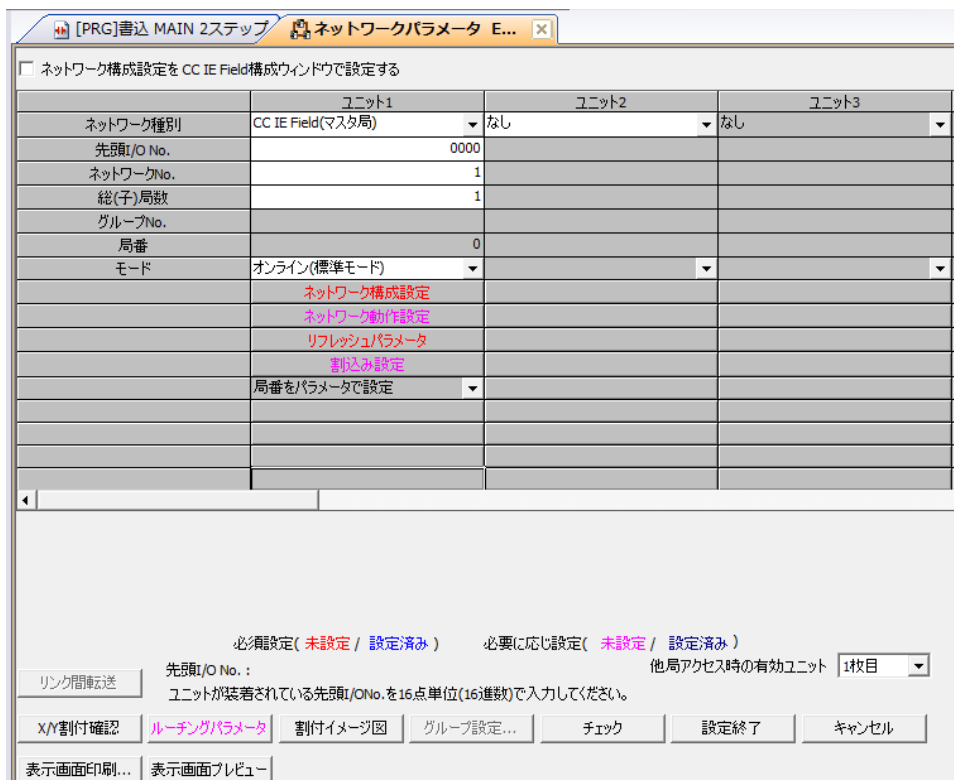 [PRG]書込 MAIN 2ステップ ネットワークパラメータ E...
ネットワーク構成設定を CC IE Field構成ウィンドウで設定する
ユニット1 ユニット2 ユニット3
ネットワーク種別 CC IE Field(マスタ局) なし なし
先頭I/O No. 0000
ネットワークNo. 1
総(子)局数 1
グループNo.
局番 0
モード オンライン(標準モード)
ネットワーク構成設定
ネットワーク動作設定
リフレッシュパラメータ
割込み設定
局番をパラメータで設定
必須設定( 未設定 / 設定済み ) 必要に応じ設定( 未設定 / 設定済み )
リンク間転送 先頭I/O No. : 他局アクセス時の有効ユニット 1枚目
ユニットが装着されている先頭I/ONo.を16点単位(16進数)で入力してください。
X/Y割付確認 ルーチングパラメータ 割付イメージ図 グループ設定... チェック 設定終了 キャンセル
表示画面印刷... 表示画面プレビュー